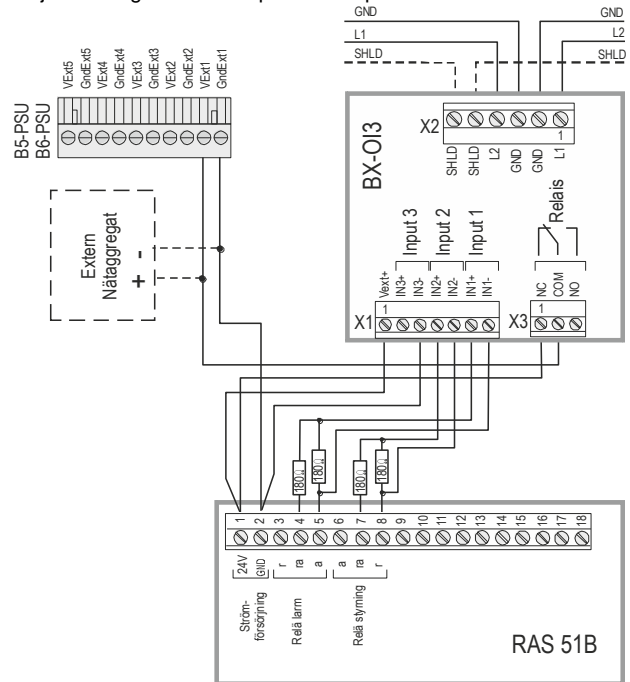 GND
L1
SHLD
GND
L2
SHLD
VExt5
GndExt5
VExt4
GndExt4
VExt3
GndExt3
VExt2
GndExt2
VExt1
GndExt1
B5-PSU
B6-PSU
Extern
Nätaggregat
+ -
BX-OI3
X2
1
SHLD
SHLD
L2
GND
GND
L1
Relais
NC
COM
NO
X3
1
Input 3
Input 2
Input 1
Vext+
IN3+
IN3-
IN2+
IN2-
IN1+
IN1-
X1
1
180Ω
180Ω
180Ω
180Ω
1 2 3 4 5 6 7 8 9 10 11 12 13 14 15 16 17 18
24V
GND
r
ra
a
a
ra
r
Ström-
försörjning
Relä larm
Relä styrning
RAS 51B